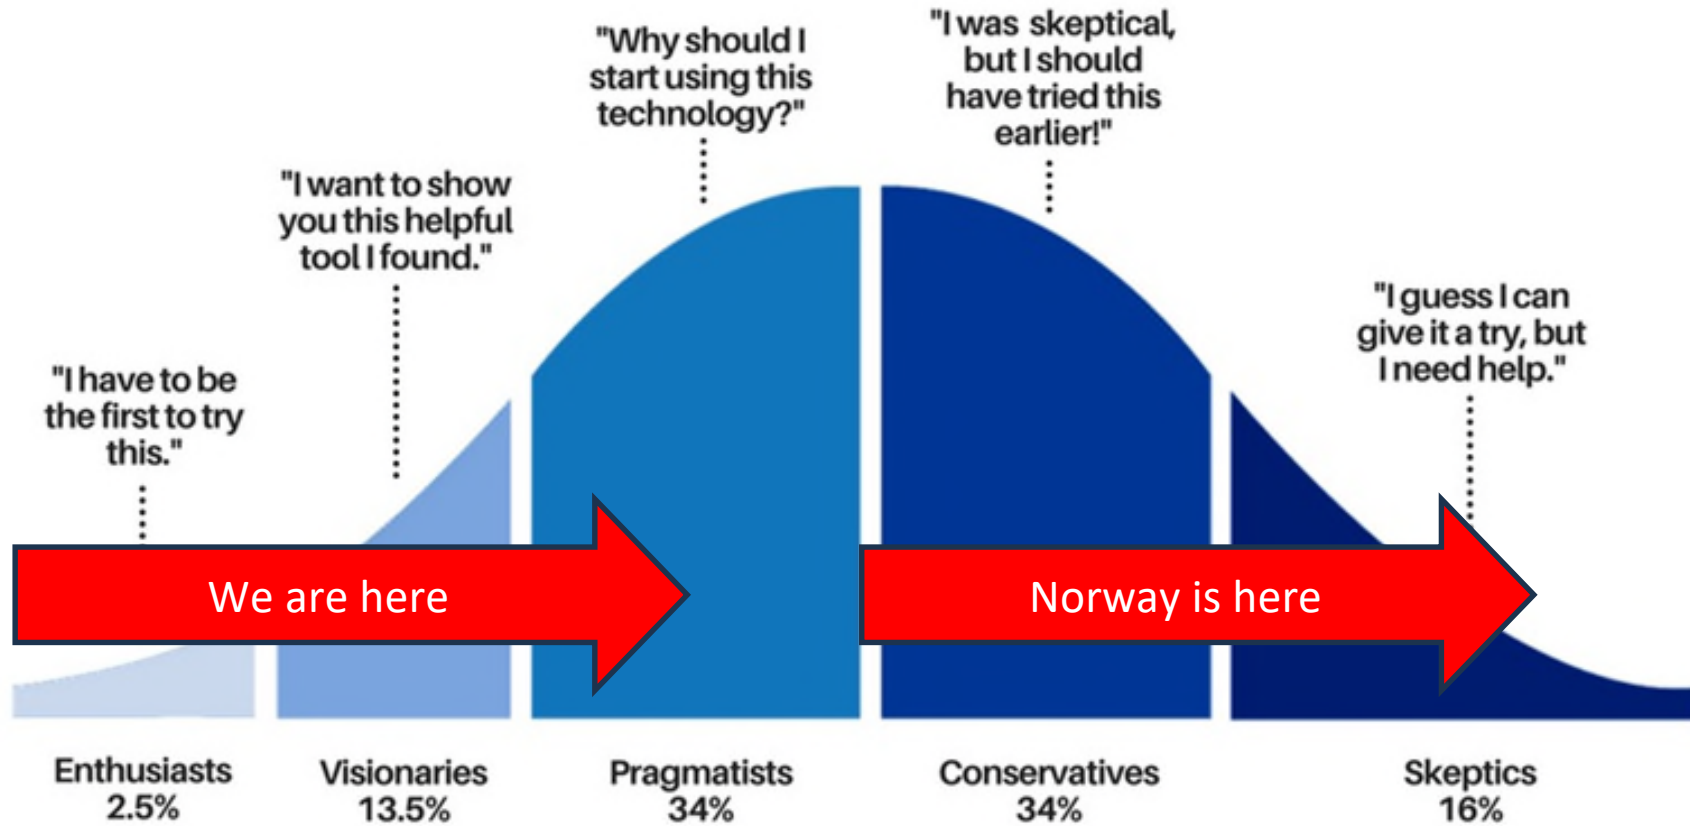 "I have to be
the first to try
this."
"I want to show
you this helpful
tool I found."
"Why should I
start using this
technology?"
"I was skeptical,
but I should
have tried this
earlier!"
"I guess I can
give it a try, but
I need help."
We are here
Norway is here
Enthusiasts
2.5%
Visionaries
13.5%
Pragmatists
34%
Conservatives
34%
Skeptics
16%